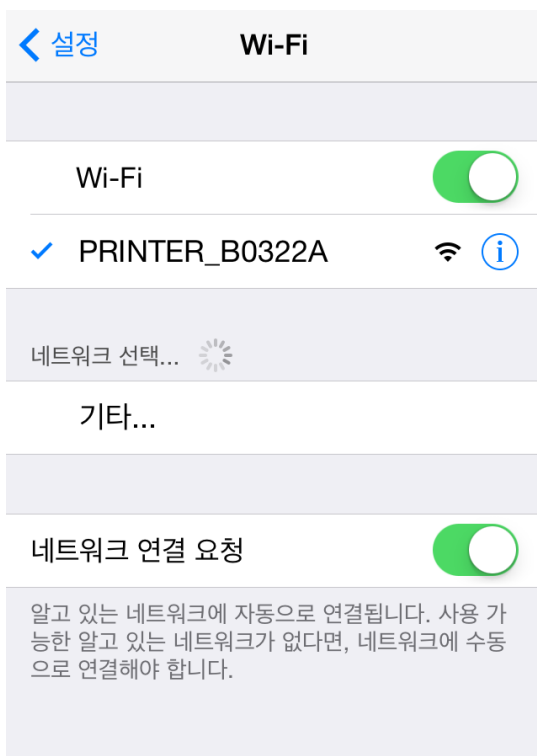 설정
Wi-Fi
Wi-Fi
PRINTER_B0322A
네트워크 선택...
기타...
네트워크 연결 요청
알고 있는 네트워크에 자동으로 연결됩니다. 사용 가
능한 알고 있는 네트워크가 없다면, 네트워크에 수동
으로 연결해야 합니다.